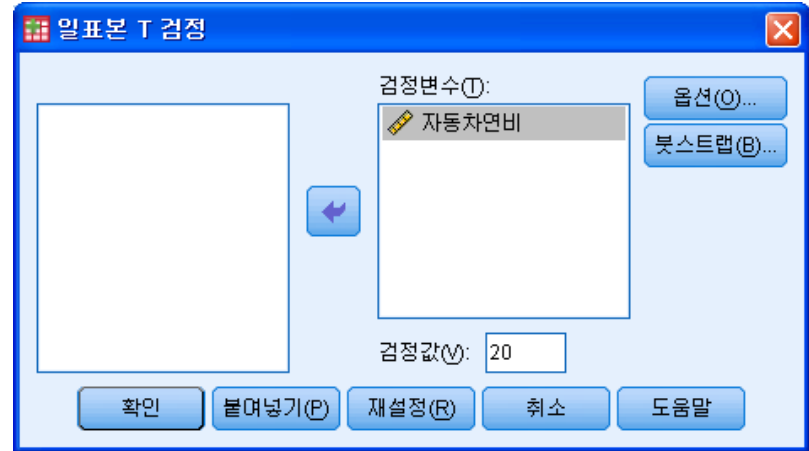 일표본 T 검정
검정변수(T):
자동차연비
옵션(O)...
붓스트랩(B)...
검정값(V): 20
확인 붙여넣기(P) 재설정(R) 취소 도움말